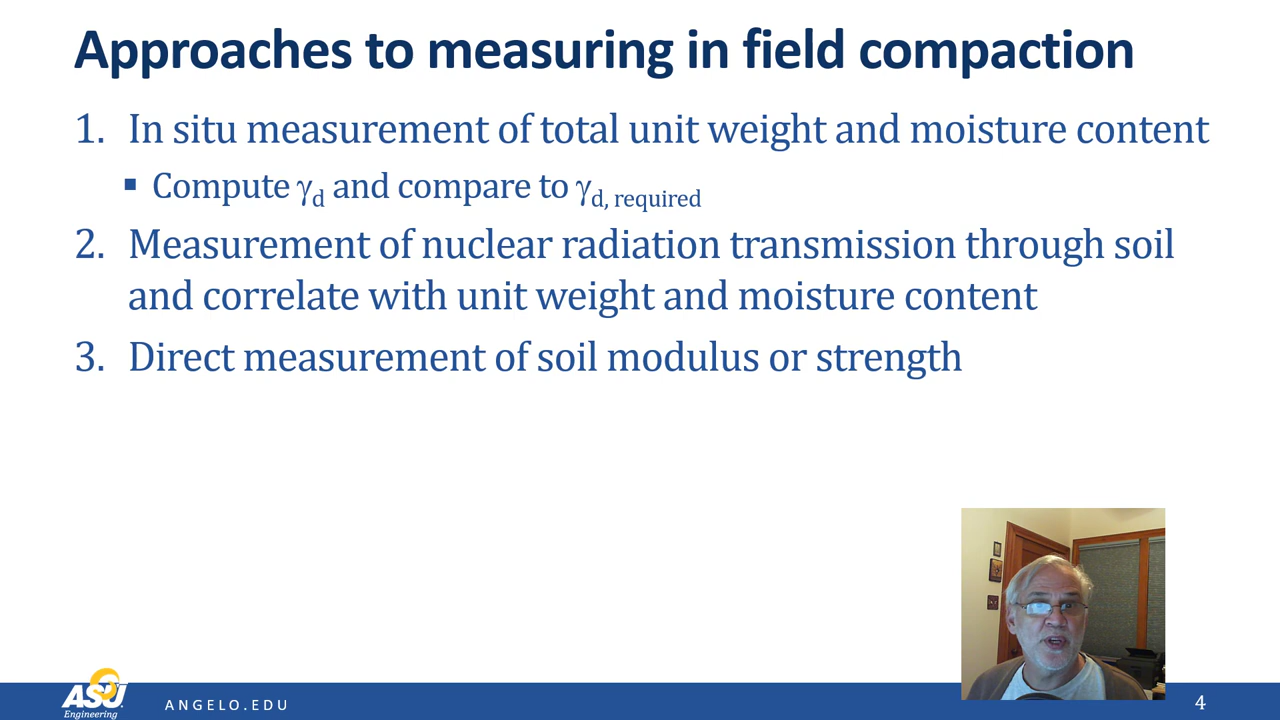 Approaches to measuring in field compaction
1. In situ measurement of total unit weight and moisture content
▪ Compute γd and compare to γd, required
2. Measurement of nuclear radiation transmission through soil
and correlate with unit weight and moisture content
3. Direct measurement of soil modulus or strength
ASU
Engineering
ANGELO.EDU
4